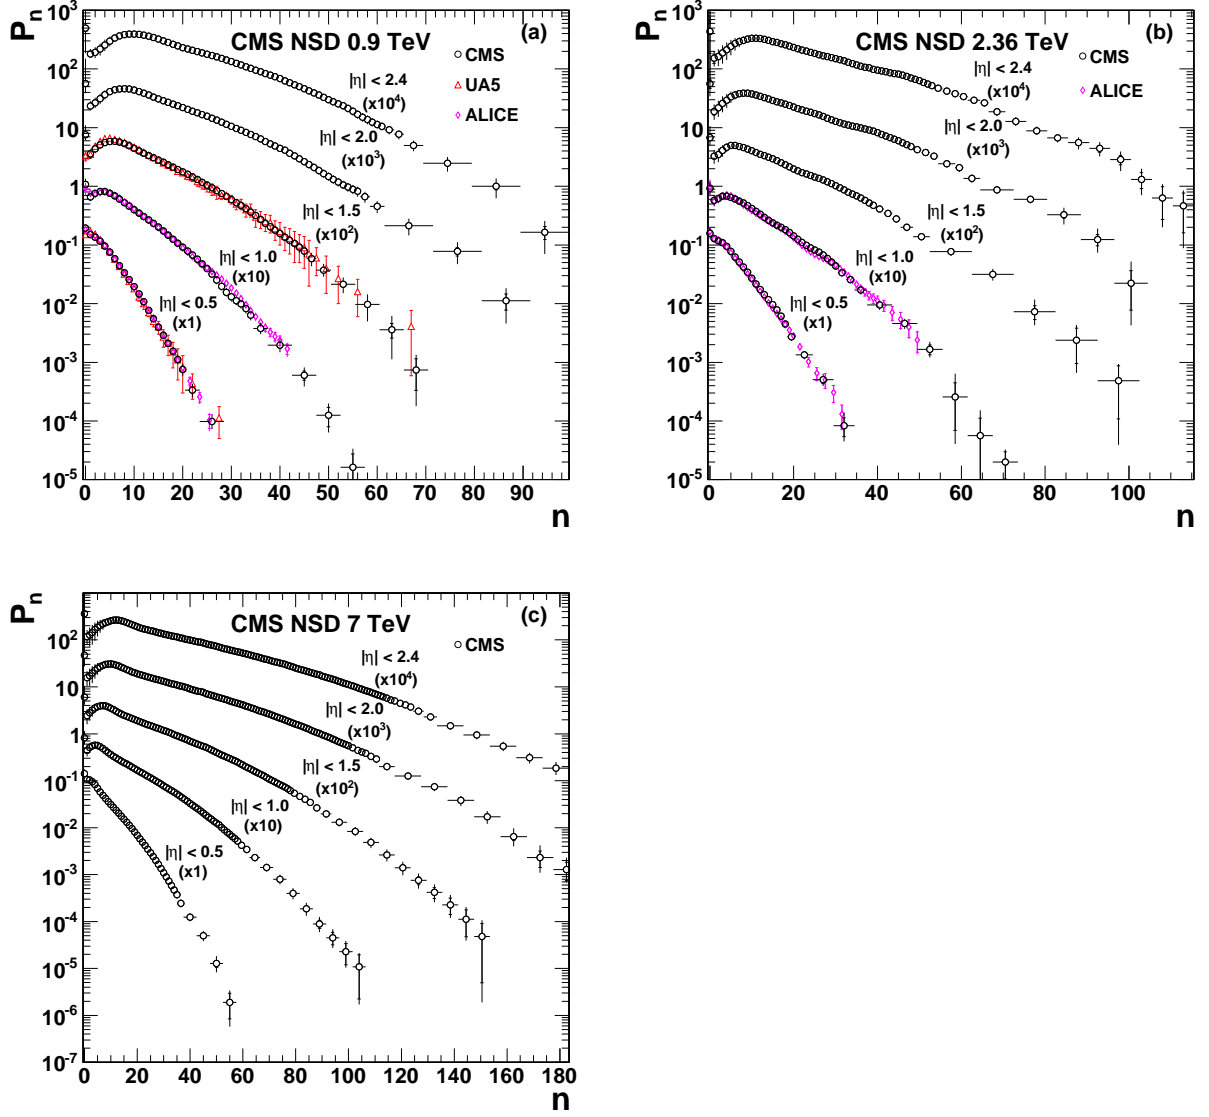 P_n
10^3
10^2
10
1
10^-1
10^-2
10^-3
10^-4
10^-5
CMS NSD 0.9 TeV
(a)
CMS
UA5
ALICE
|η| < 2.4
(x10^4)
|η| < 2.0
(x10^3)
|η| < 1.5
(x10^2)
|η| < 1.0
(x10)
|η| < 0.5
(x1)
0 10 20 30 40 50 60 70 80 90
n
P_n
10^3
10^2
10
1
10^-1
10^-2
10^-3
10^-4
10^-5
CMS NSD 2.36 TeV
(b)
CMS
ALICE
|η| < 2.4
(x10^4)
|η| < 2.0
(x10^3)
|η| < 1.5
(x10^2)
|η| < 1.0
(x10)
|η| < 0.5
(x1)
0 20 40 60 80 100
n
P_n
10^2
10
1
10^-1
10^-2
10^-3
10^-4
10^-5
10^-6
10^-7
CMS NSD 7 TeV
(c)
CMS
|η| < 2.4
(x10^4)
|η| < 2.0
(x10^3)
|η| < 1.5
(x10^2)
|η| < 1.0
(x10)
|η| < 0.5
(x1)
0 20 40 60 80 100 120 140 160 180
n